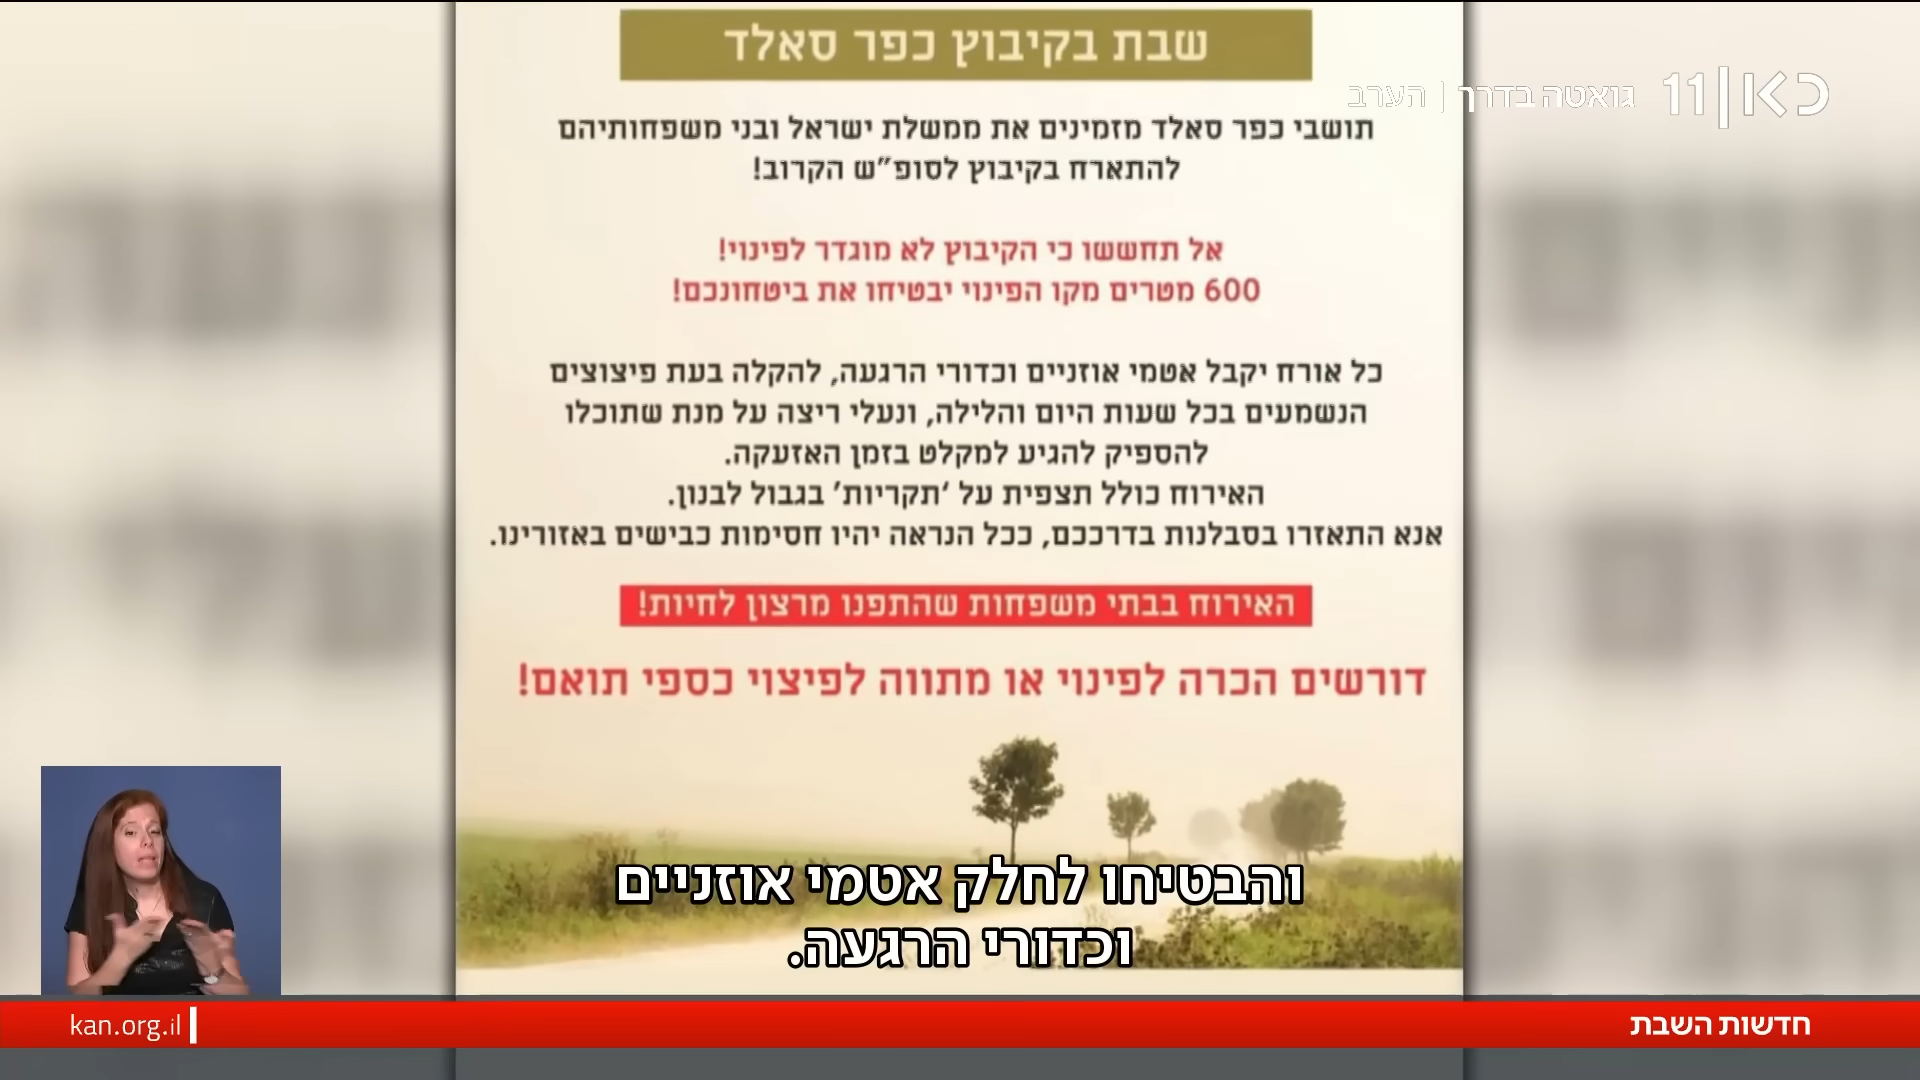 שבת בקיבוץ כפר סאלד
כאן 11
גואטה בדרך | הערב
תושבי כפר סאלד מזמינים את ממשלת ישראל ובני משפחותיהם
להתארח בקיבוץ לסופ"ש הקרוב!
אל תחששו כי הקיבוץ לא מוגדר לפינוי!
600 מטרים מקו הפינוי יבטיחו את ביטחונכם!
כל אורח יקבל אטמי אוזניים וכדורי הרגעה, להקלה בעת פיצוצים
הנשמעים בכל שעות היום והלילה, ונעלי ריצה על מנת שתוכלו
להספיק להגיע למקלט בזמן האזעקה.
האירוח כולל תצפית על 'תקריות' בגבול לבנון.
אנא התאזרו בסבלנות בדרככם, ככל הנראה יהיו חסימות כבישים באזורינו.
האירוח בבתי משפחות שהתפנו מרצון לחיות!
דורשים הכרה לפינוי או מתווה לפיצוי כספי תואם!
והבטיחו לחלק אטמי אוזניים
וכדורי הרגעה.
חדשות השבת
kan.org.il